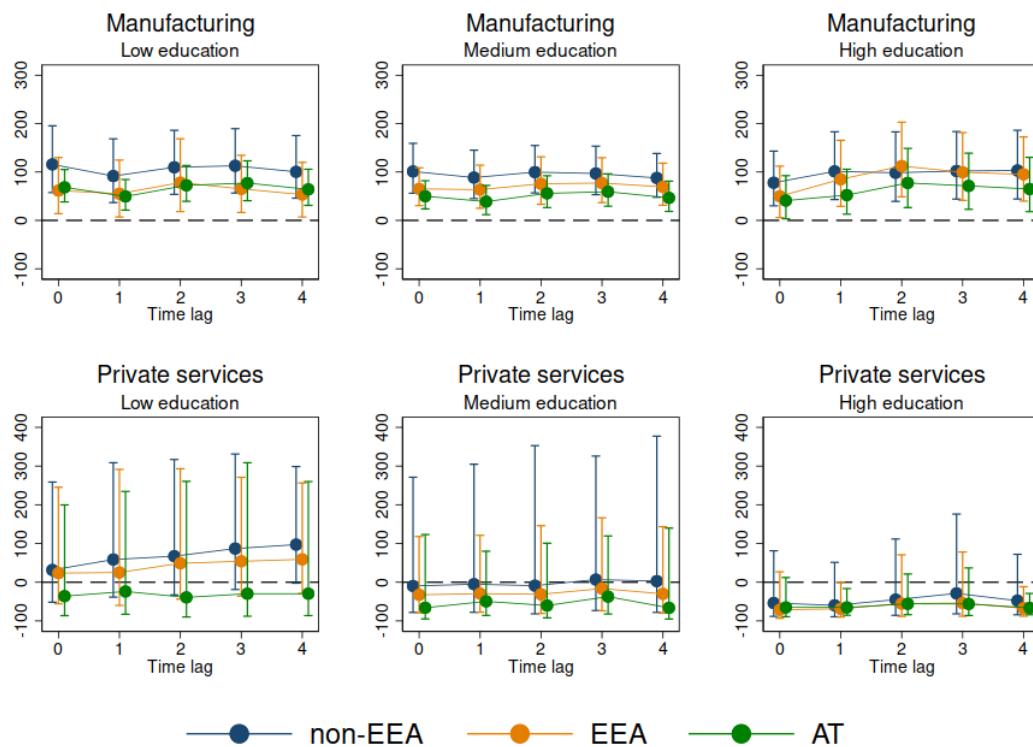 Manufacturing Manufacturing Manufacturing
Low education Medium education High education
300 300 300
200 200 200
100 100 100
0 0 0
-100 -100 -100
0 1 2 3 4 0 1 2 3 4 0 1 2 3 4
Time lag Time lag Time lag
Private services Private services Private services
Low education Medium education High education
400 400 400
300 300 300
200 200 200
100 100 100
0 0 0
-100 -100 -100
0 1 2 3 4 0 1 2 3 4 0 1 2 3 4
Time lag Time lag Time lag
non-EEA EEA AT